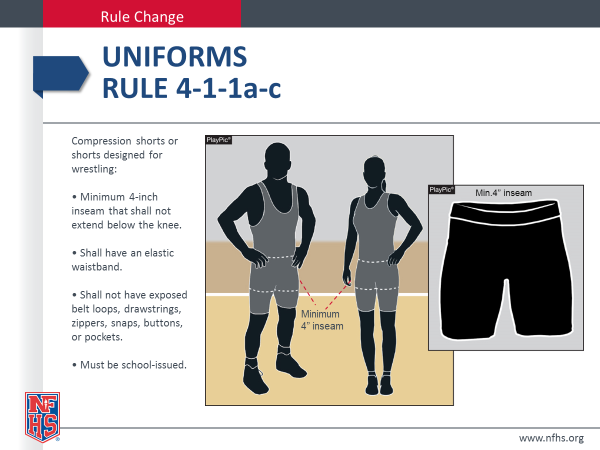 Rule Change
UNIFORMS
RULE 4-1-1a-c
Compression shorts or
shorts designed for
wrestling:
• Minimum 4-inch
inseam that shall not
extend below the knee.
• Shall have an elastic
waistband.
• Shall not have exposed
belt loops, drawstrings,
zippers, snaps, buttons,
or pockets.
• Must be school-issued.
PlayPic®
Minimum
4" inseam
PlayPic®
Min.4" inseam
NF
HS
®
www.nfhs.org